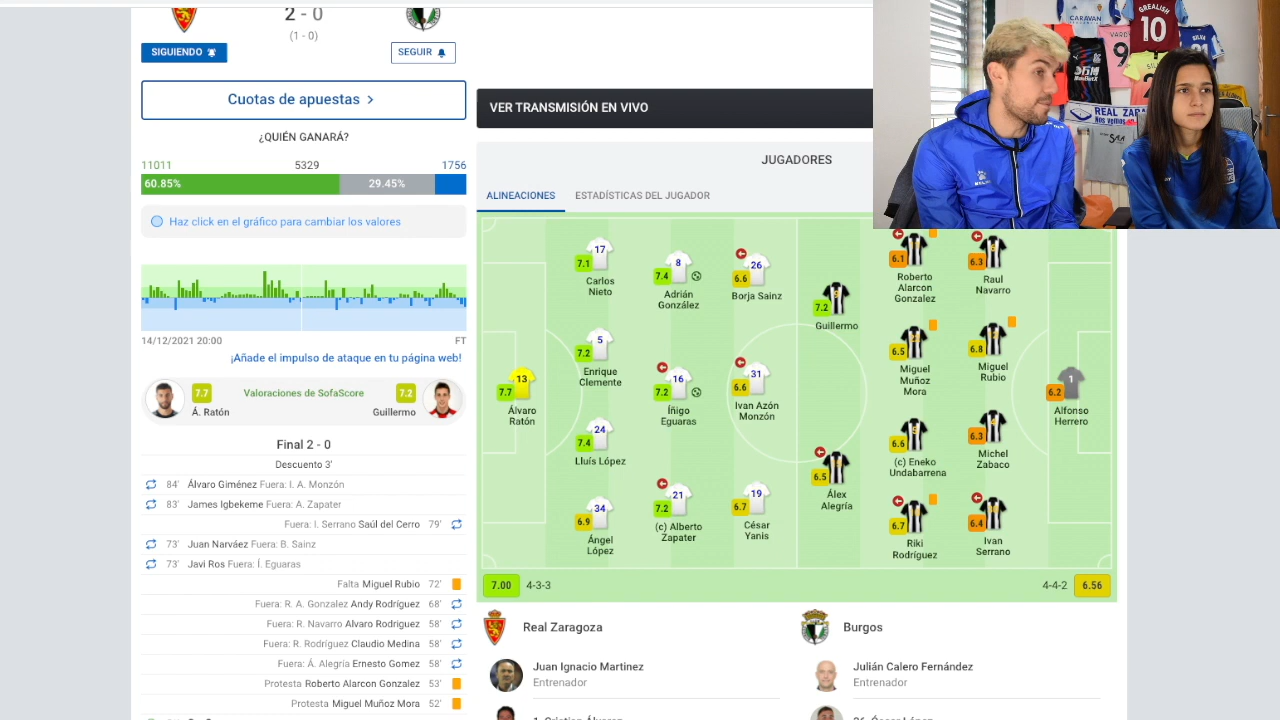 2 - 0
(1 - 0)
SIGUIENDO
SEGUIR
Cuotas de apuestas >
¿QUIÉN GANARÁ?
11011 5329 1756
60.85% 29.45%
Haz click en el gráfico para cambiar los valores
14/12/2021 20:00 FT
¡Añade el impulso de ataque en tu página web!
7.7 Valoraciones de SofaScore 7.2
Á. Ratón Guillermo
Final 2 - 0
Descuento 3'
84' Álvaro Giménez Fuera: I. A. Monzón
83' James Igbekeme Fuera: A. Zapater
Fuera: I. Serrano Saúl del Cerro 79'
73' Juan Narváez Fuera: B. Sainz
73' Javi Ros Fuera: Í. Eguaras
Falta Miguel Rubio 72'
Fuera: R. A. Gonzalez Andy Rodríguez 68'
Fuera: R. Navarro Alvaro Rodriguez 58'
Fuera: R. Rodríguez Claudio Medina 58'
Fuera: Á. Alegría Ernesto Gomez 58'
Protesta Roberto Alarcon Gonzalez 53'
Protesta Miguel Muñoz Mora 52'
VER TRANSMISIÓN EN VIVO
JUGADORES
ALINEACIONES ESTADÍSTICAS DEL JUGADOR
13
7.7
Álvaro
Ratón
17
7.1
Carlos
Nieto
5
7.2
Enrique
Clemente
24
7.4
Lluís López
34
6.9
Ángel
López
8
7.4
Adrián
González
16
7.2
Íñigo
Eguaras
21
7.2
(c) Alberto
Zapater
26
6.6
Borja Sainz
31
6.6
Ivan Azón
Monzón
19
6.7
César
Yanis
7.2
Guillermo
6.5
Álex
Alegría
6.1
Roberto
Alarcon
Gonzalez
6.5
Miguel
Muñoz
Mora
6.6
(c) Eneko
Undabarrena
6.7
Riki
Rodríguez
6.3
Raul
Navarro
6.8
Miguel
Rubio
6.3
Michel
Zabaco
6.4
Ivan
Serrano
1
6.2
Alfonso
Herrero
7.00 4-3-3 4-4-2 6.56
Real Zaragoza
Juan Ignacio Martinez
Entrenador
Burgos
Julián Calero Fernández
Entrenador
CARAVAN
GREALISH
10
VARDY
9
SILVA
REAL ZARA